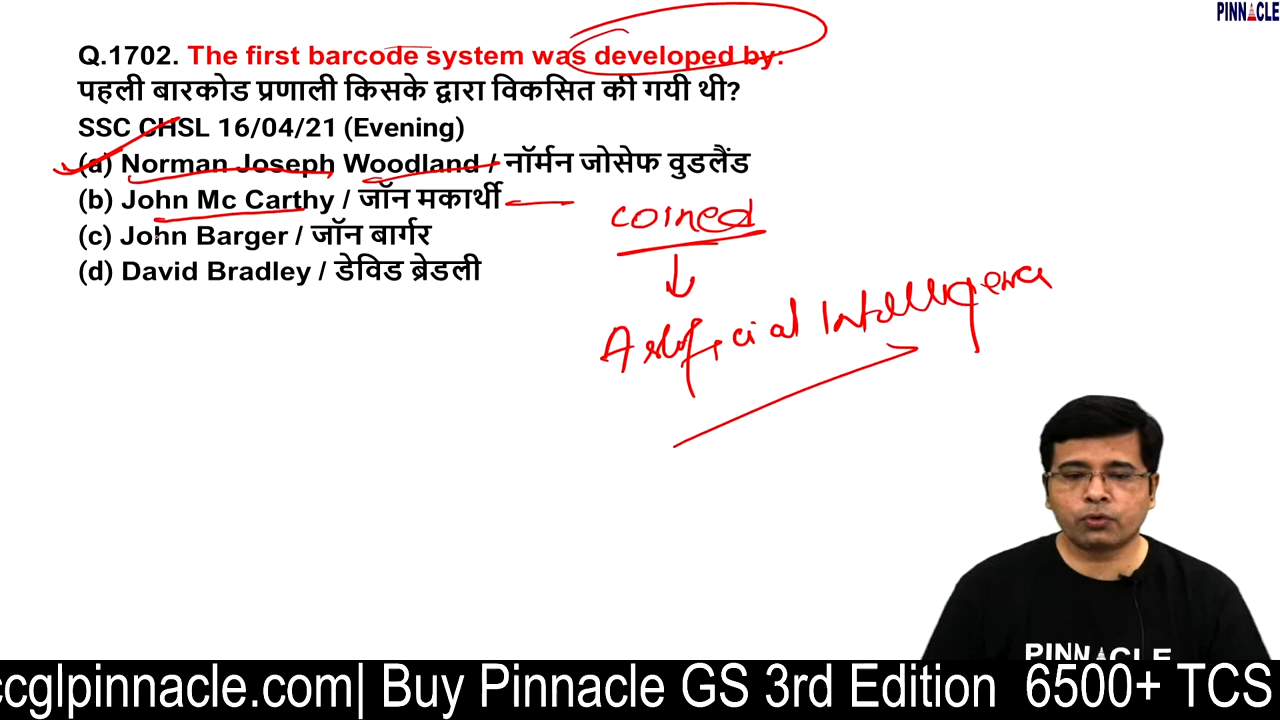 PINNACLE
Q.1702. The first barcode system was developed by:
पहली बारकोड प्रणाली किसके द्वारा विकसित की गयी थी?
SSC CHSL 16/04/21 (Evening)
(a) Norman Joseph Woodland / नॉर्मन जोसेफ वुडलैंड
(b) John Mc Carthy / जॉन मकार्थी
coined
(c) John Barger / जॉन बार्गर
(d) David Bradley / डेविड ब्रेडली
Artificial Intelligence
PINNACLE
ccglpinnacle.com| Buy Pinnacle GS 3rd Edition 6500+ TCS